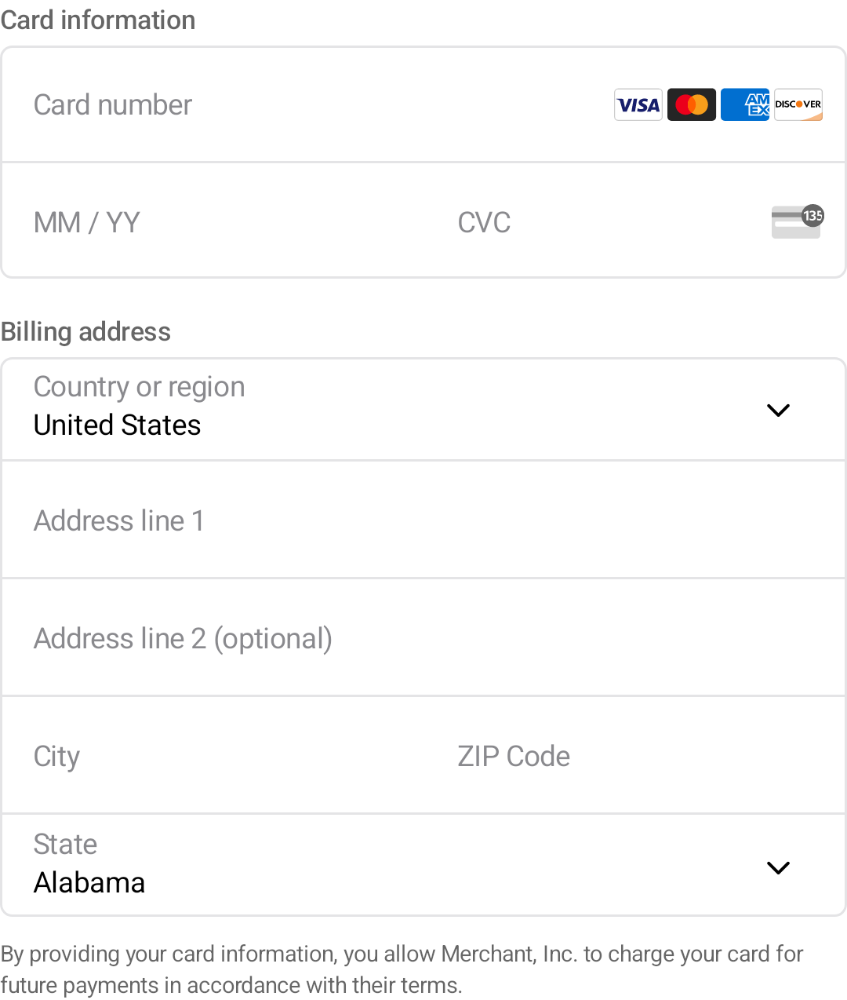 Card information
Card number VISA AM EX DISCOVER
MM / YY CVC 135
Billing address
Country or region
United States
Address line 1
Address line 2 (optional)
City ZIP Code
State
Alabama
By providing your card information, you allow Merchant, Inc. to charge your card for
future payments in accordance with their terms.